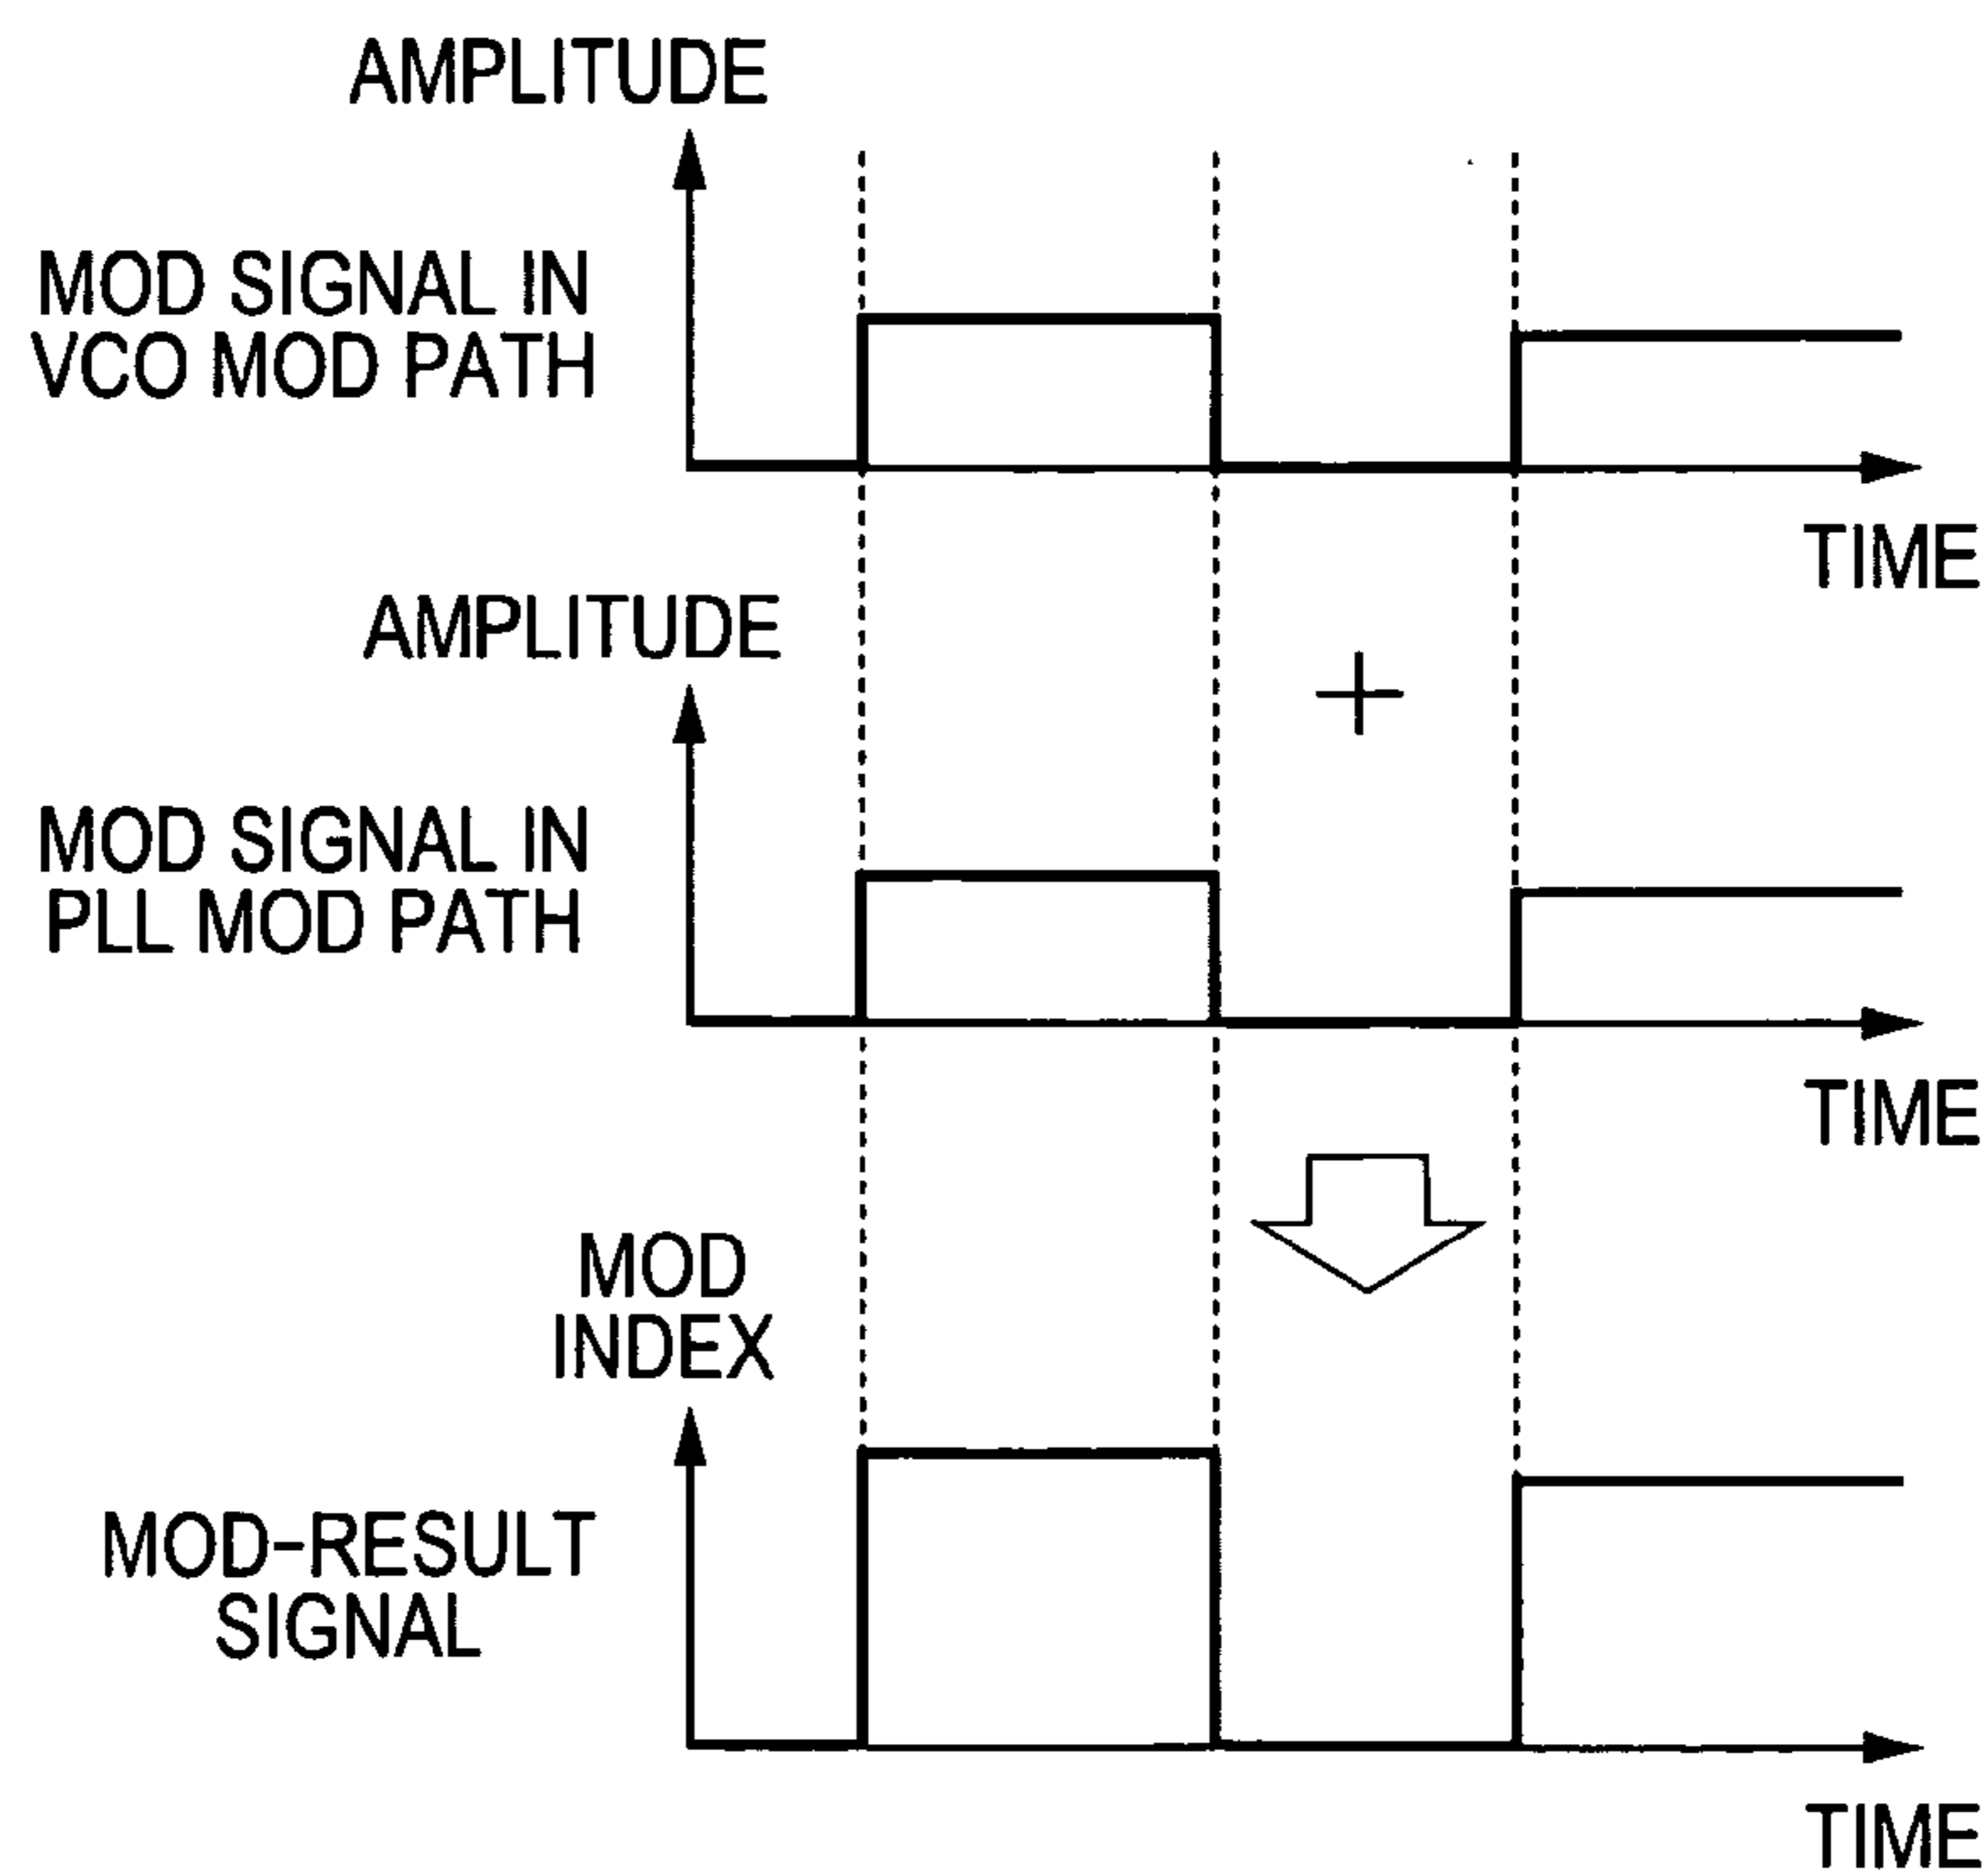 AMPLITUDE
MOD SIGNAL IN
VCO MOD PATH
TIME
AMPLITUDE
+
MOD SIGNAL IN
PLL MOD PATH
TIME
MOD
INDEX
MOD-RESULT
SIGNAL
TIME